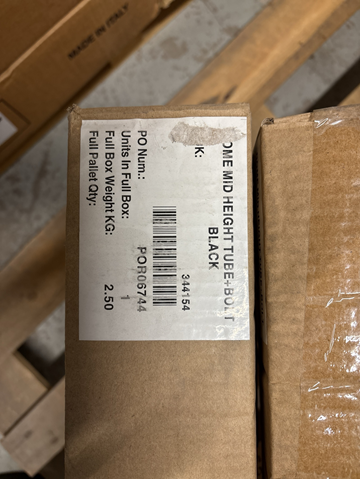 MADE IN ITALY
OME MID HEIGHT TUBE+BOLT
BLACK
K:
344154
PO Num.: POR06744
Units In Full Box: 1
Full Box Weight KG: 2.50
Full Pallet Qty: